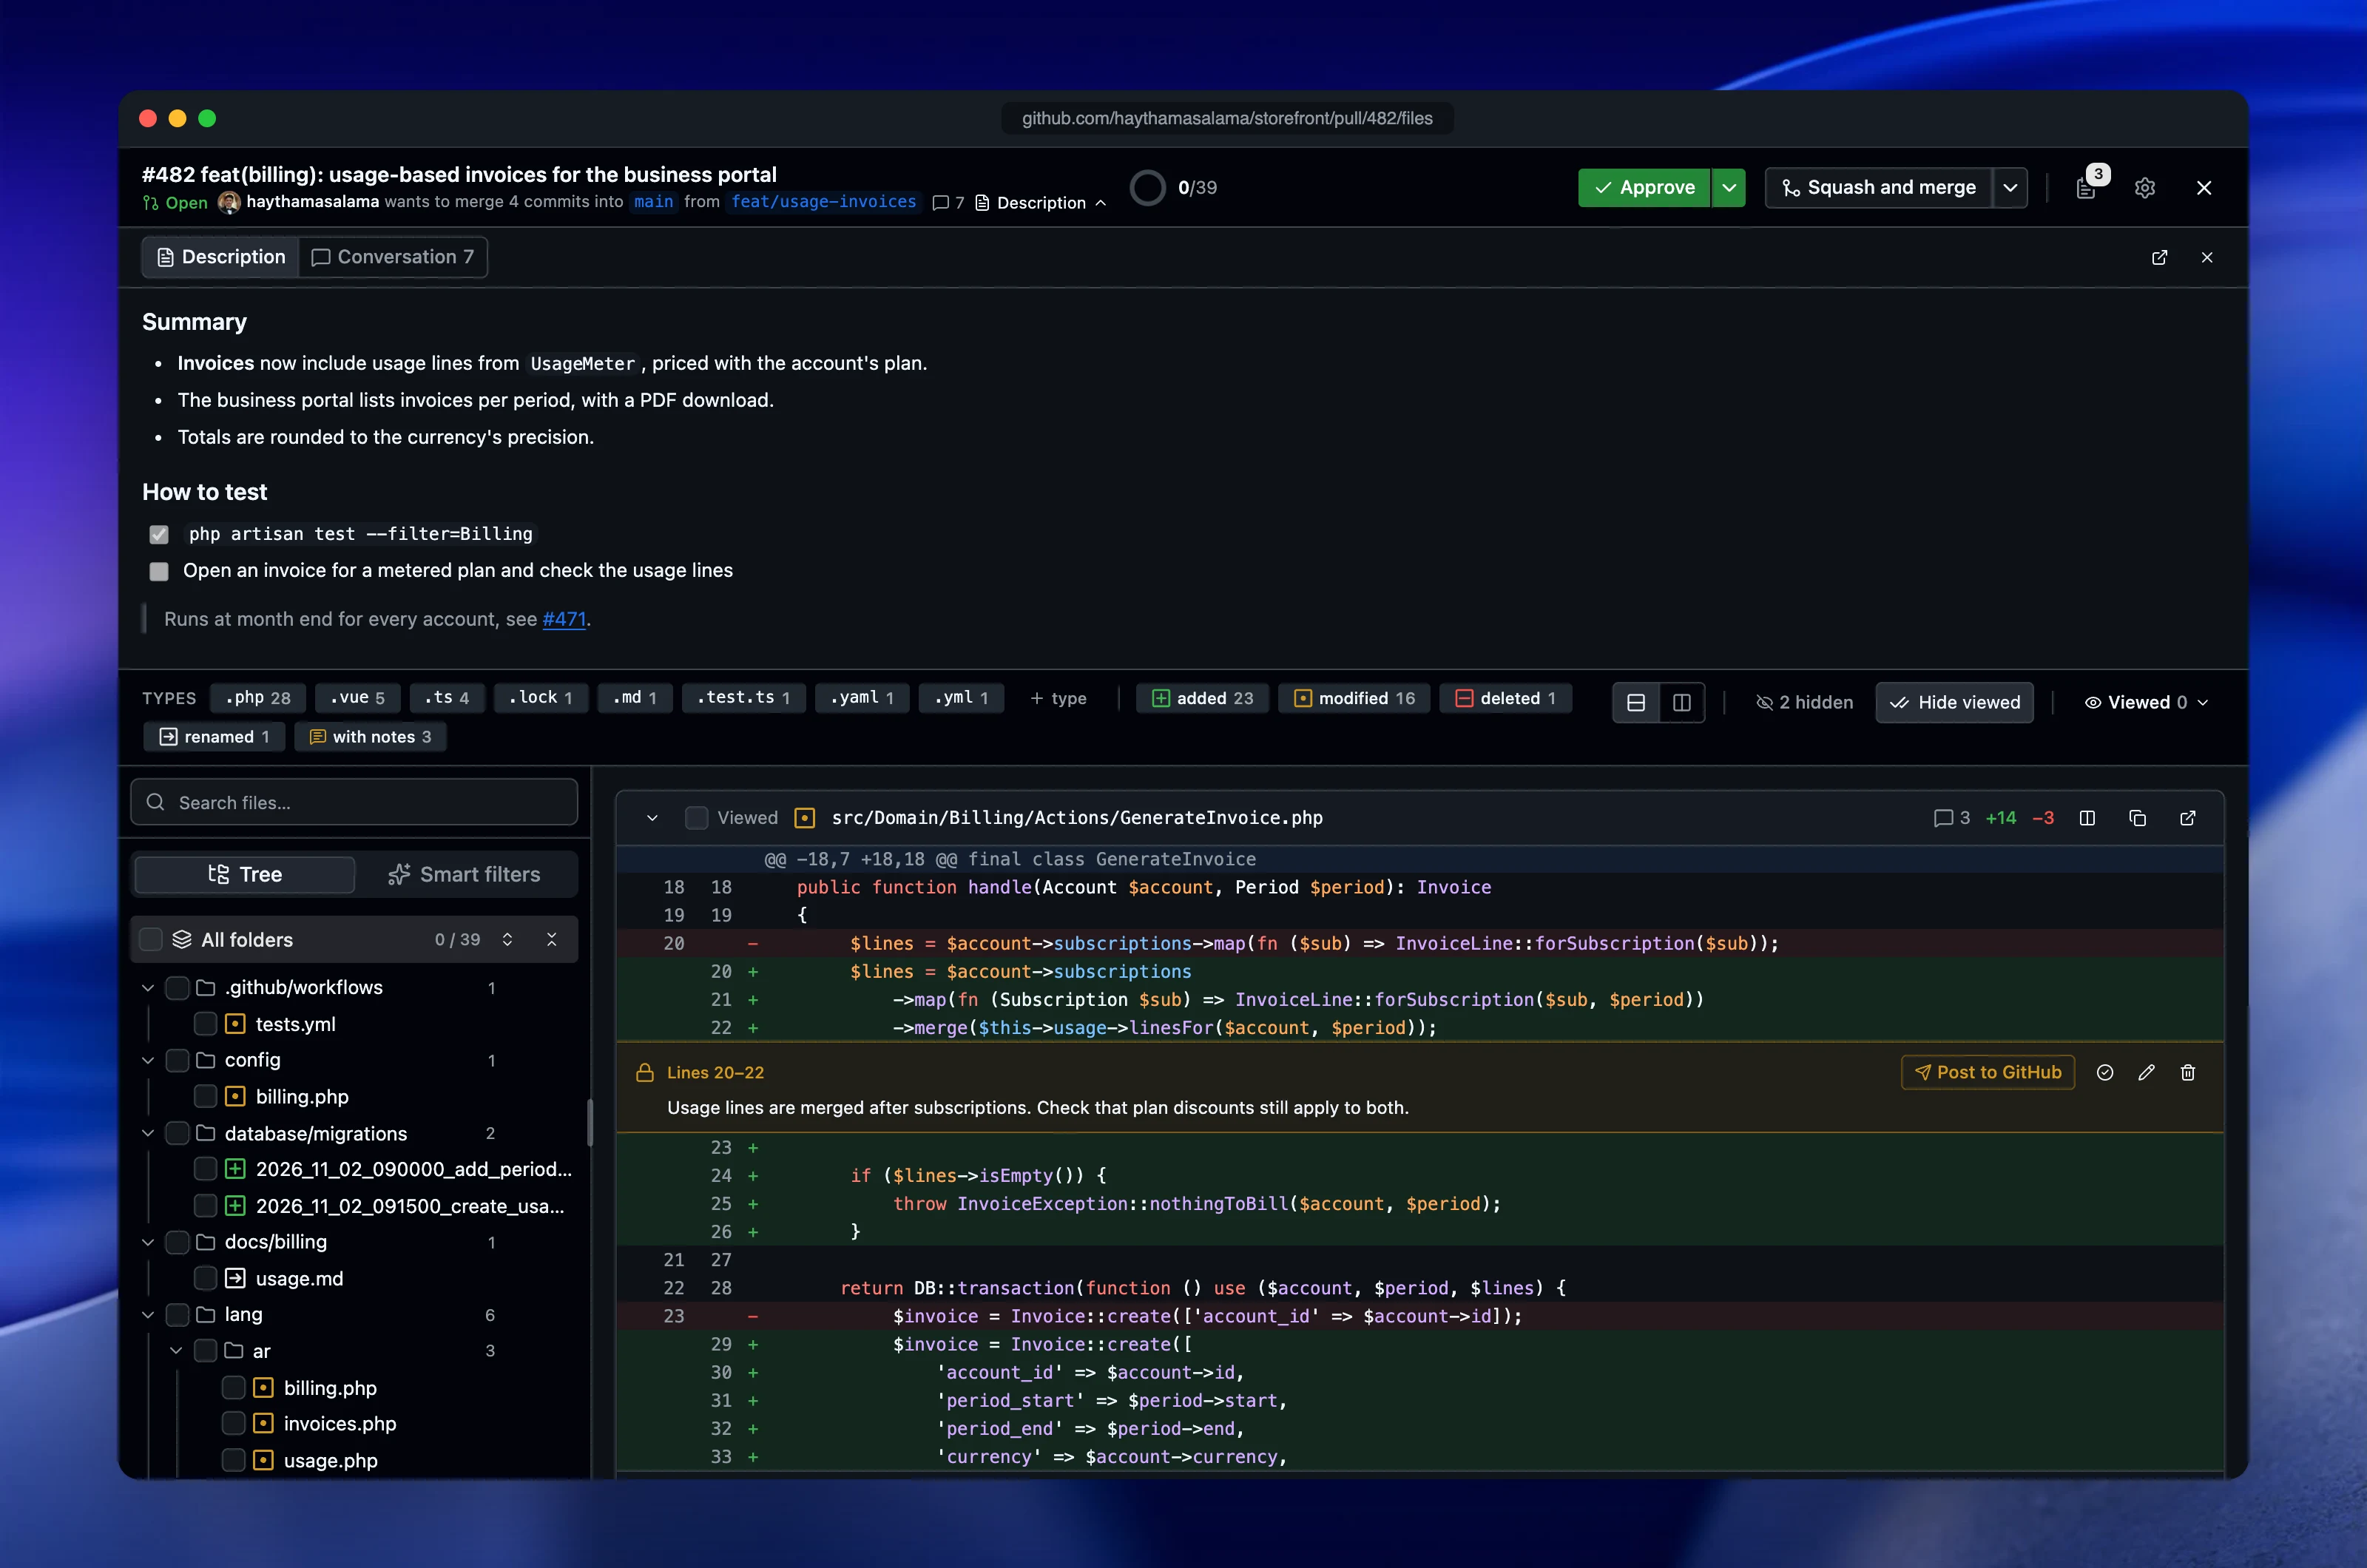 github.com/haythamasalama/storefront/pull/482/files
#482 feat(billing): usage-based invoices for the business portal
Open haythamasalama wants to merge 4 commits into main from feat/usage-invoices 7 Description
0/39
Approve
Squash and merge
3
Description
Conversation 7
Summary
• Invoices now include usage lines from UsageMeter, priced with the account's plan.
• The business portal lists invoices per period, with a PDF download.
• Totals are rounded to the currency's precision.
How to test
php artisan test --filter=Billing
Open an invoice for a metered plan and check the usage lines
Runs at month end for every account, see #471.
TYPES .php 28 .vue 5 .ts 4 .lock 1 .md 1 .test.ts 1 .yaml 1 .yml 1 + type added 23 modified 16 deleted 1
renamed 1 with notes 3
2 hidden Hide viewed Viewed 0
Search files...
Tree Smart filters
All folders 0 / 39
.github/workflows 1
tests.yml
config 1
billing.php
database/migrations 2
2026_11_02_090000_add_period...
2026_11_02_091500_create_usa...
docs/billing 1
usage.md
lang 6
ar 3
billing.php
invoices.php
usage.php
Viewed src/Domain/Billing/Actions/GenerateInvoice.php 3 +14 −3
@@ −18,7 +18,18 @@ final class GenerateInvoice
18 18 public function handle(Account $account, Period $period): Invoice
19 19 {
20 − $lines = $account->subscriptions->map(fn ($sub) => InvoiceLine::forSubscription($sub));
20 + $lines = $account->subscriptions
21 + ->map(fn (Subscription $sub) => InvoiceLine::forSubscription($sub, $period))
22 + ->merge($this->usage->linesFor($account, $period));
Lines 20–22
Post to GitHub
Usage lines are merged after subscriptions. Check that plan discounts still apply to both.
23 +
24 + if ($lines->isEmpty()) {
25 + throw InvoiceException::nothingToBill($account, $period);
26 + }
21 27
22 28 return DB::transaction(function () use ($account, $period, $lines) {
23 − $invoice = Invoice::create(['account_id' => $account->id]);
29 + $invoice = Invoice::create([
30 + 'account_id' => $account->id,
31 + 'period_start' => $period->start,
32 + 'period_end' => $period->end,
33 + 'currency' => $account->currency,